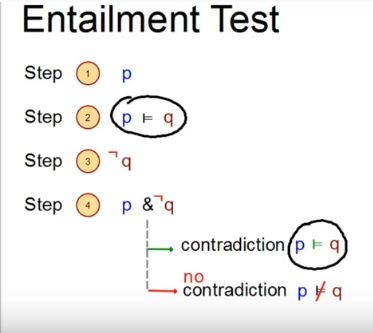 Entailment Test
Step 1 p
Step 2 p ⊨ q
Step 3 ¬q
Step 4 p & ¬q
contradiction p ⊨ q
no
contradiction p ⊭ q